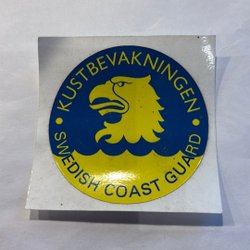 • KUSTBEVAKNINGEN •
SWEDISH COAST GUARD